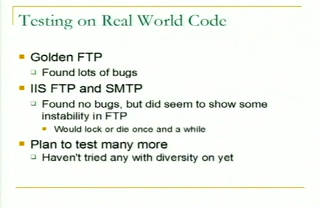 Testing on Real World Code
Golden FTP
Found lots of bugs
IIS FTP and SMTP
Found no bugs, but did seem to show some
instability in FTP
Would lock or die once and a while
Plan to test many more
Haven't tried any with diversity on yet